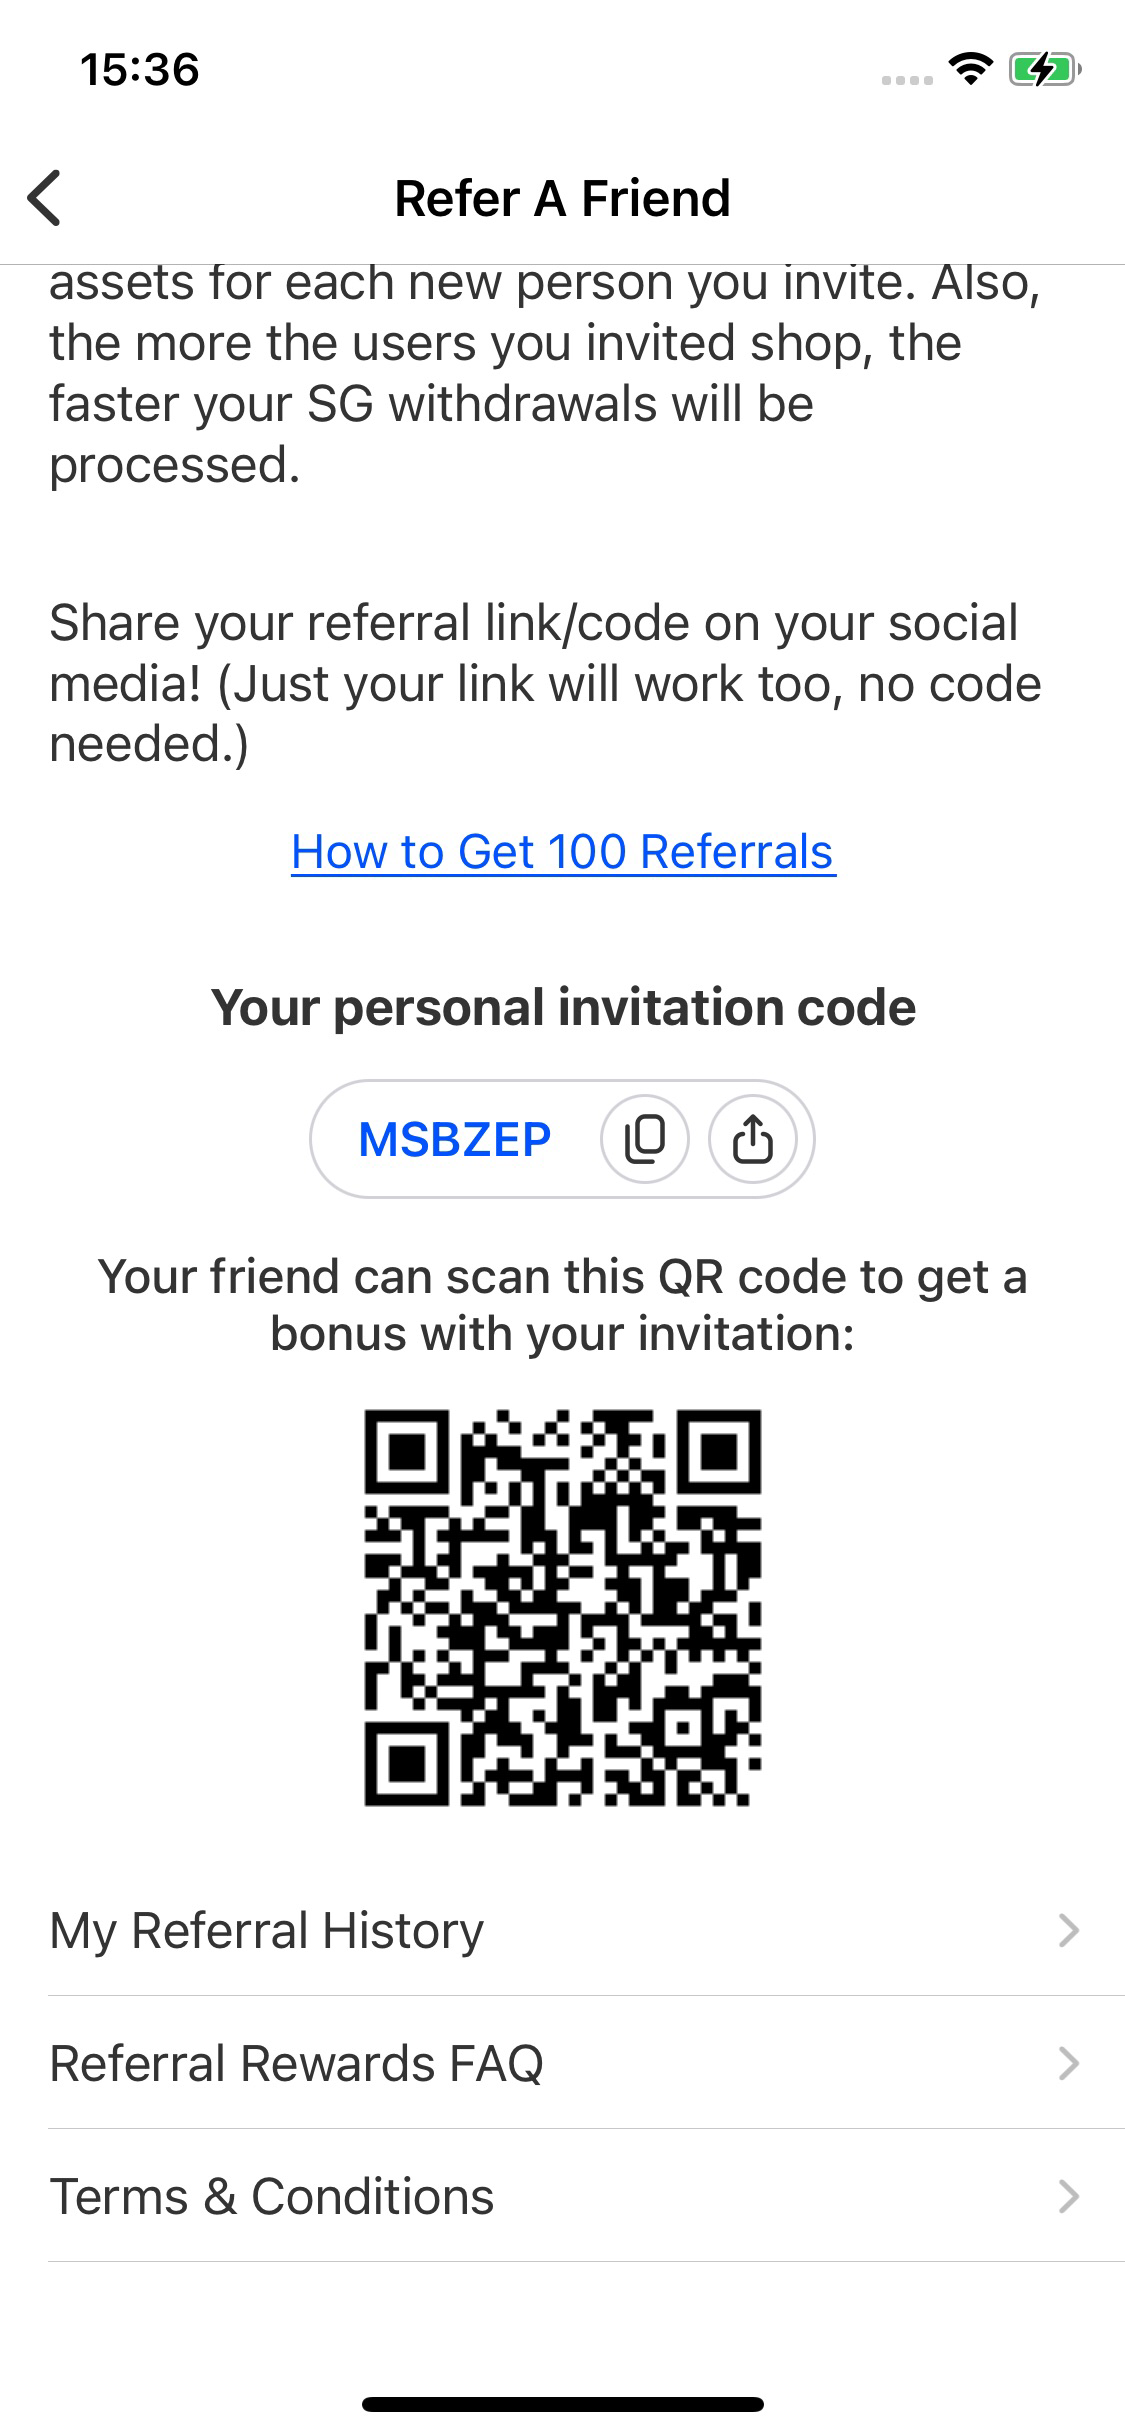 15:36
Refer A Friend
assets for each new person you invite. Also,
the more the users you invited shop, the
faster your SG withdrawals will be
processed.
Share your referral link/code on your social
media! (Just your link will work too, no code
needed.)
How to Get 100 Referrals
Your personal invitation code
MSBZEP
Your friend can scan this QR code to get a
bonus with your invitation:
My Referral History
Referral Rewards FAQ
Terms & Conditions